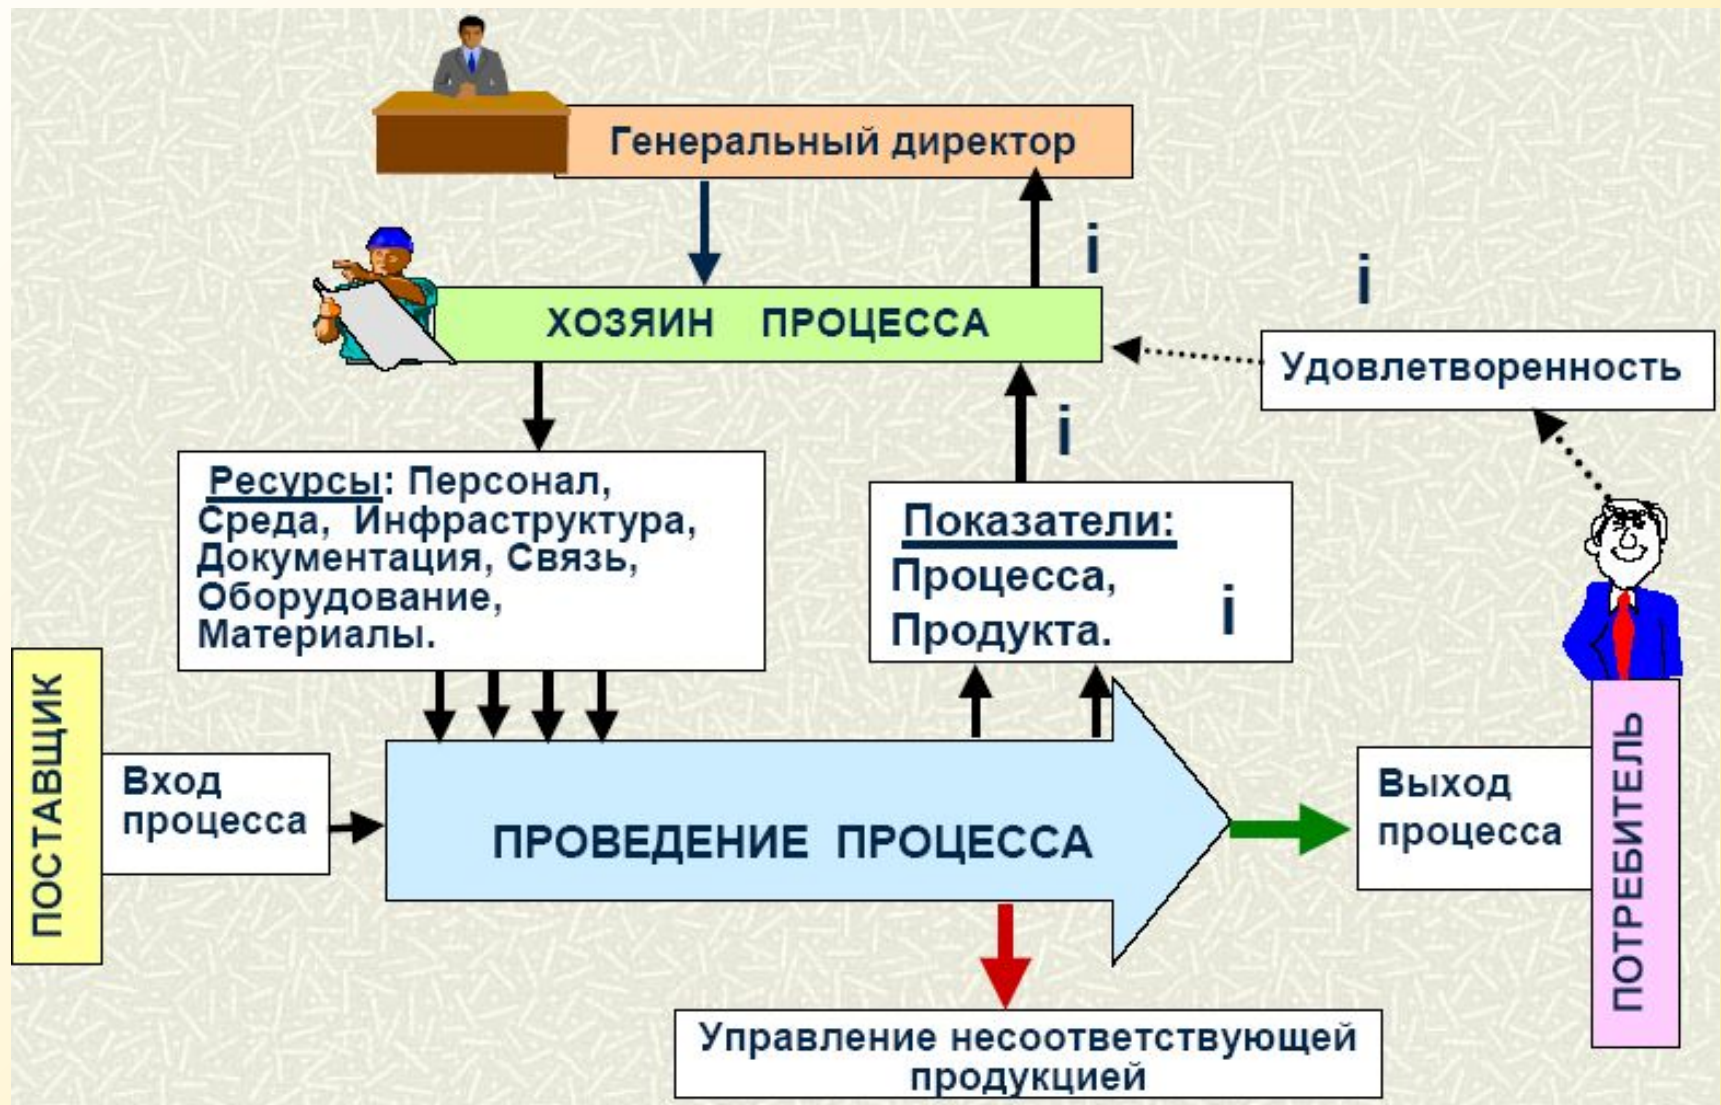 Генеральный директор
i
i
ХОЗЯИН ПРОЦЕССА
Удовлетворенность
i
Ресурсы: Персонал,
Среда, Инфраструктура,
Документация, Связь,
Оборудование,
Материалы.
Показатели:
Процесса,
Продукта.
i
ПОСТАВЩИК
Вход
процесса
ПРОВЕДЕНИЕ ПРОЦЕССА
Выход
процесса
ПОТРЕБИТЕЛЬ
Управление несоответствующей
продукцией